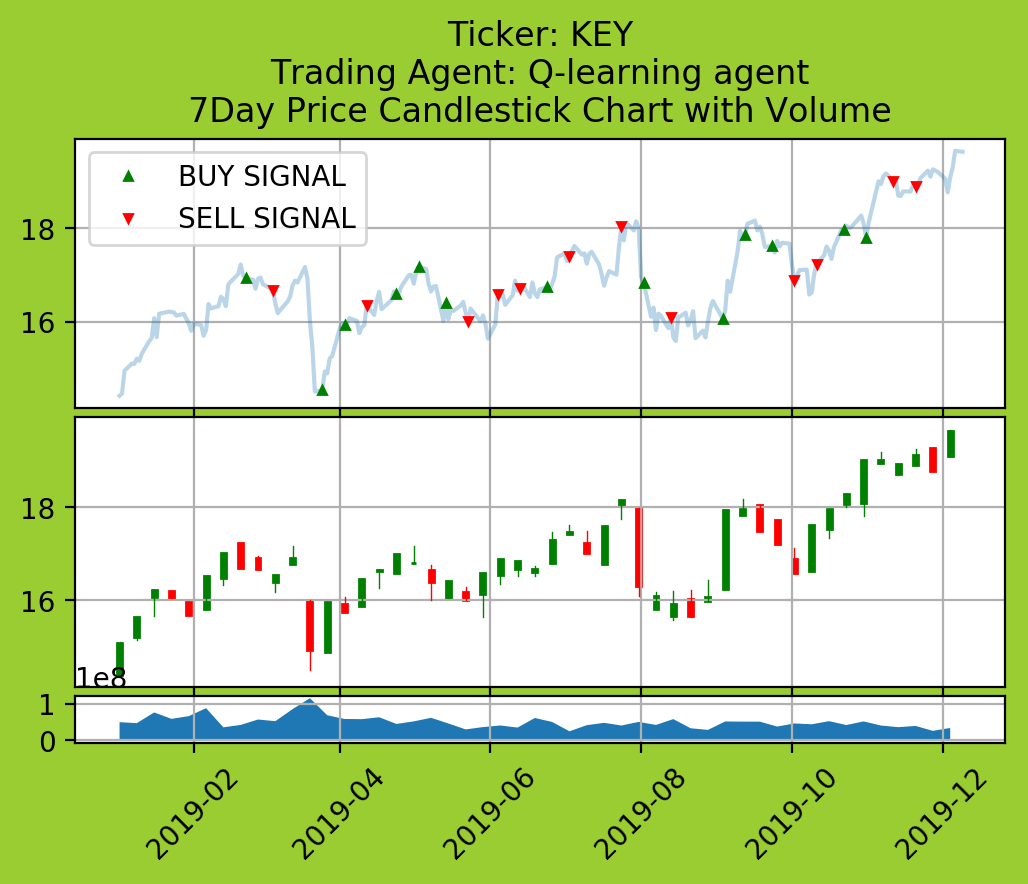 Ticker: KEY
Trading Agent: Q-learning agent
7Day Price Candlestick Chart with Volume
BUY SIGNAL
SELL SIGNAL
18
16
18
16
1e8
1
0
2019-02
2019-04
2019-06
2019-08
2019-10
2019-12